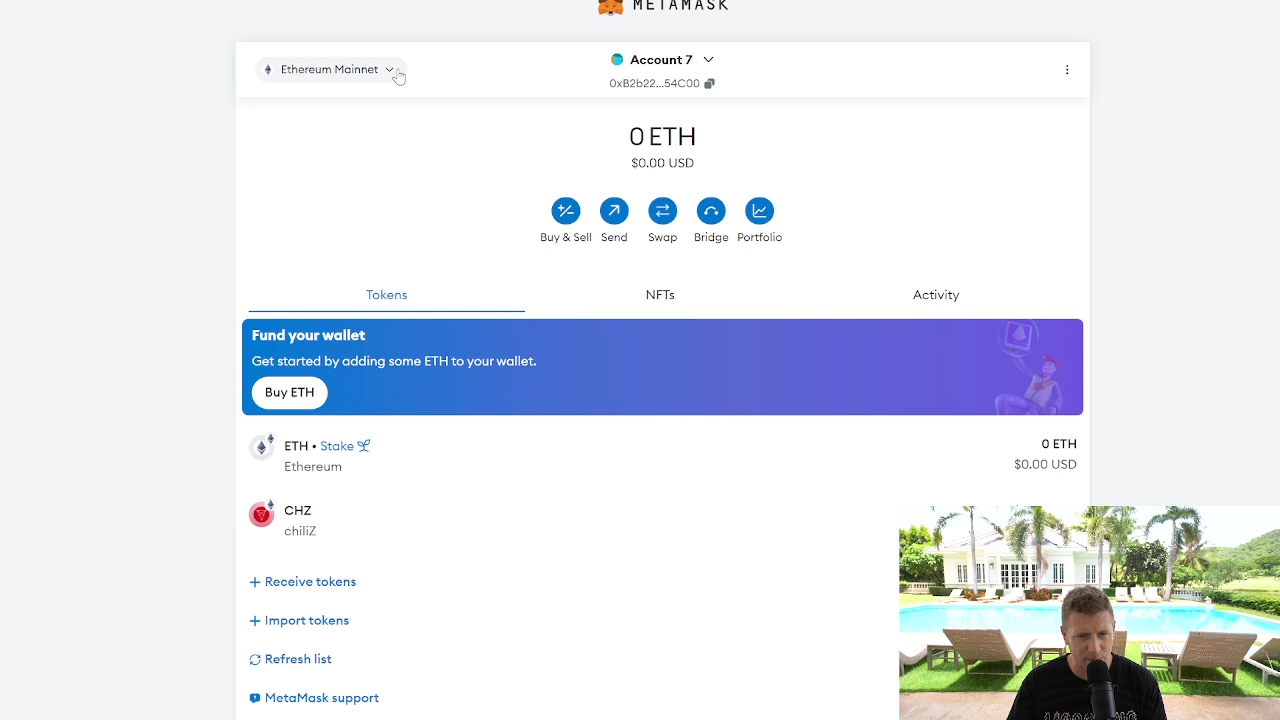 METAMASK
Ethereum Mainnet
Account 7
0xB2b22...54C00
0 ETH
$0.00 USD
Buy & Sell Send Swap Bridge Portfolio
Tokens NFTs Activity
Fund your wallet
Get started by adding some ETH to your wallet.
Buy ETH
ETH • Stake
0 ETH
Ethereum
$0.00 USD
CHZ
chiliZ
Receive tokens
Import tokens
Refresh list
MetaMask support